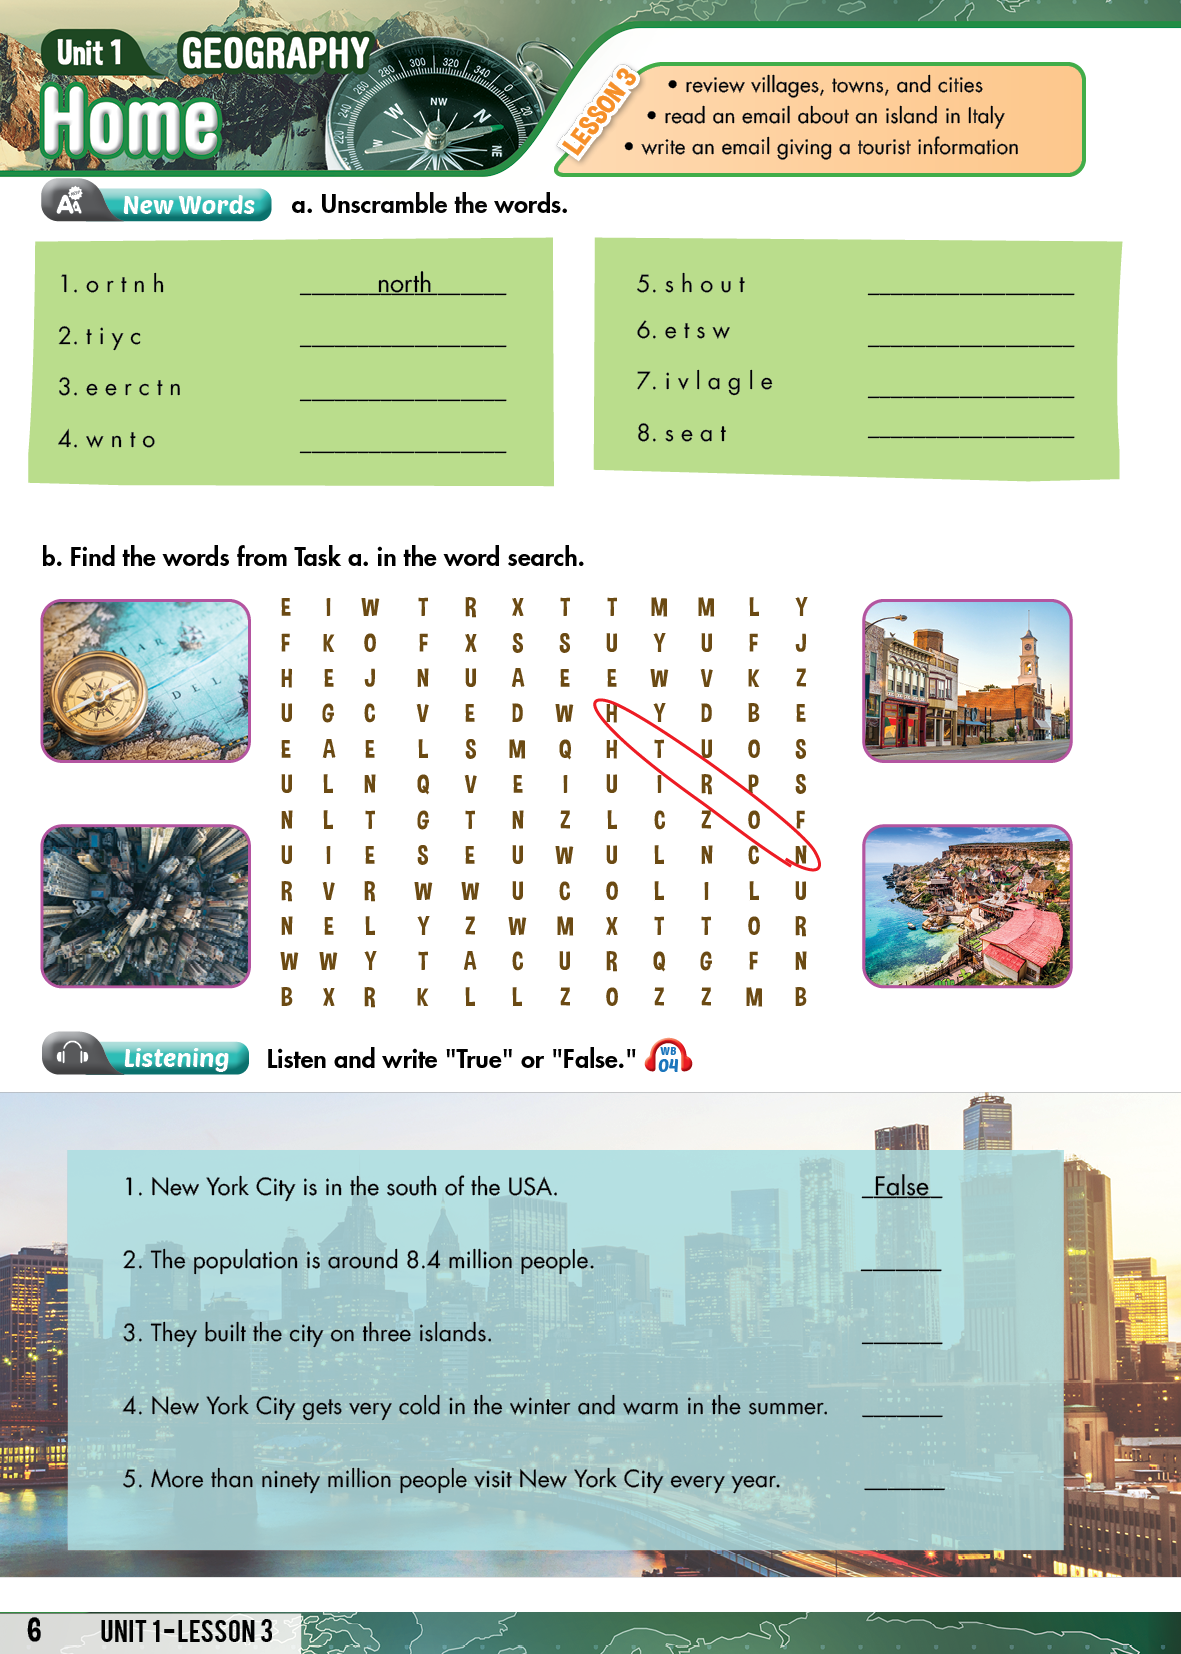 Unit 1 GEOGRAPHY
Home
LESSON 3
• review villages, towns, and cities
• read an email about an island in Italy
• write an email giving a tourist information
New Words a. Unscramble the words.
1. o r t n h north
2. t i y c
3. e e r c t n
4. w n t o
5. s h o u t
6. e t s w
7. i v l a g l e
8. s e a t
b. Find the words from Task a. in the word search.
E I W T R X T T M M L Y
F K O F X S S U Y U F J
H E J N U A E E W V K Z
U G C V E D W H Y D B E
E A E L S M Q H T U O S
U L N Q V E I U I R P S
N L T G T N Z L C Z O F
U I E S E U W U L N C N
R V R W W U C O L I L U
N E L Y Z W M X T T O R
W W Y T A C U R Q G F N
B X R K L L Z O Z Z M B
Listening Listen and write "True" or "False." WB 04
1. New York City is in the south of the USA. False
2. The population is around 8.4 million people.
3. They built the city on three islands.
4. New York City gets very cold in the winter and warm in the summer.
5. More than ninety million people visit New York City every year.
6 UNIT 1-LESSON 3